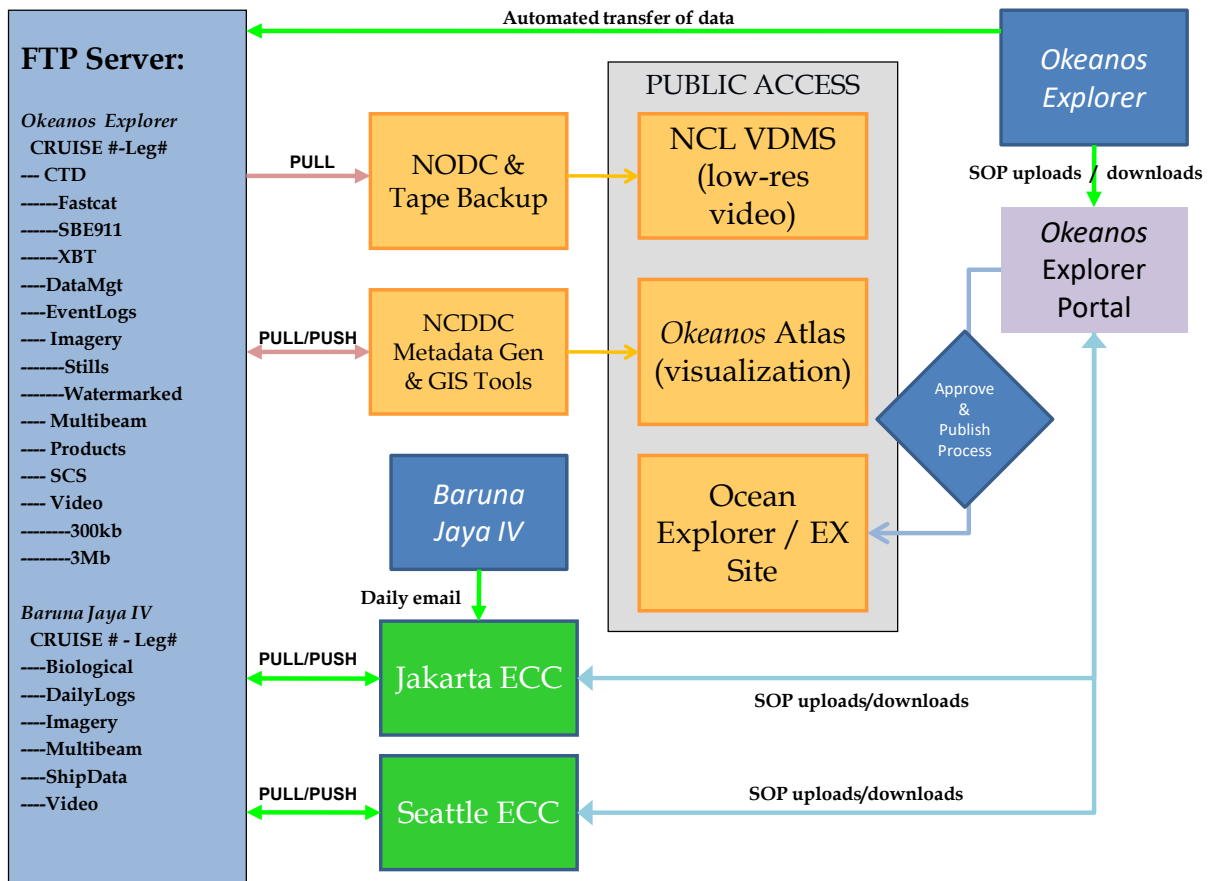 Automated transfer of data
FTP Server:
Okeanos Explorer
CRUISE #-Leg#
--- CTD
------Fastcat
------SBE911
------XBT
----DataMgt
----EventLogs
---- Imagery
-------Stills
-------Watermarked
---- Multibeam
---- Products
---- SCS
---- Video
--------300kb
--------3Mb
Baruna Jaya IV
CRUISE # - Leg#
----Biological
----DailyLogs
----Imagery
----Multibeam
----ShipData
----Video
PULL
NODC &
Tape Backup
PULL/PUSH
NCDDC
Metadata Gen
& GIS Tools
PUBLIC ACCESS
NCL VDMS
(low-res
video)
Okeanos Atlas
(visualization)
Ocean
Explorer / EX
Site
Okeanos
Explorer
SOP uploads / downloads
Okeanos
Explorer
Portal
Approve
&
Publish
Process
Baruna
Jaya IV
Daily email
PULL/PUSH
Jakarta ECC
SOP uploads/downloads
PULL/PUSH
Seattle ECC
SOP uploads/downloads